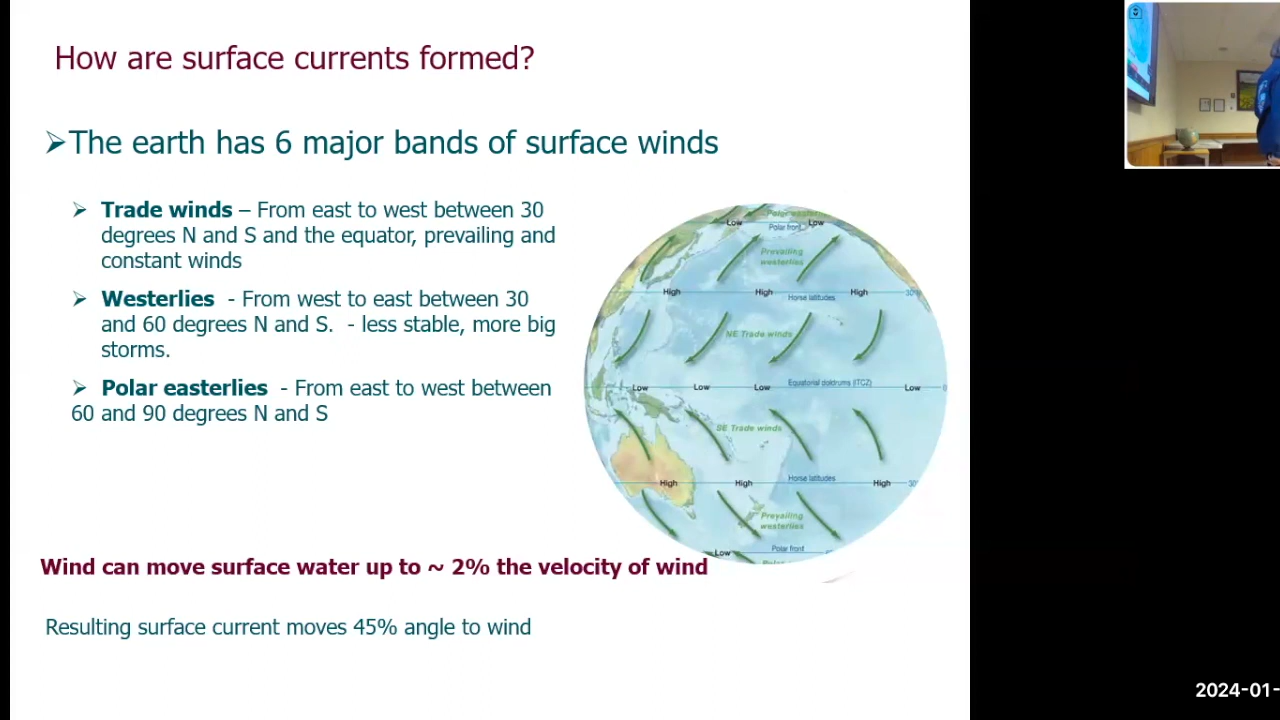 How are surface currents formed?
➢The earth has 6 major bands of surface winds
➢ Trade winds – From east to west between 30
degrees N and S and the equator, prevailing and
constant winds
➢ Westerlies - From west to east between 30
and 60 degrees N and S. - less stable, more big
storms.
➢ Polar easterlies - From east to west between
60 and 90 degrees N and S
Polar easterlies
Low Low
Polar front
Prevailing
westerlies
High High High 30°
Horse latitudes
NE Trade winds
Low Low Low Equatorial doldrums (ITCZ) Low 0
SE Trade winds
Horse latitudes
High High High 30°
Prevailing
westerlies
Low Polar front
Wind can move surface water up to ~ 2% the velocity of wind
Resulting surface current moves 45% angle to wind
2024-01-